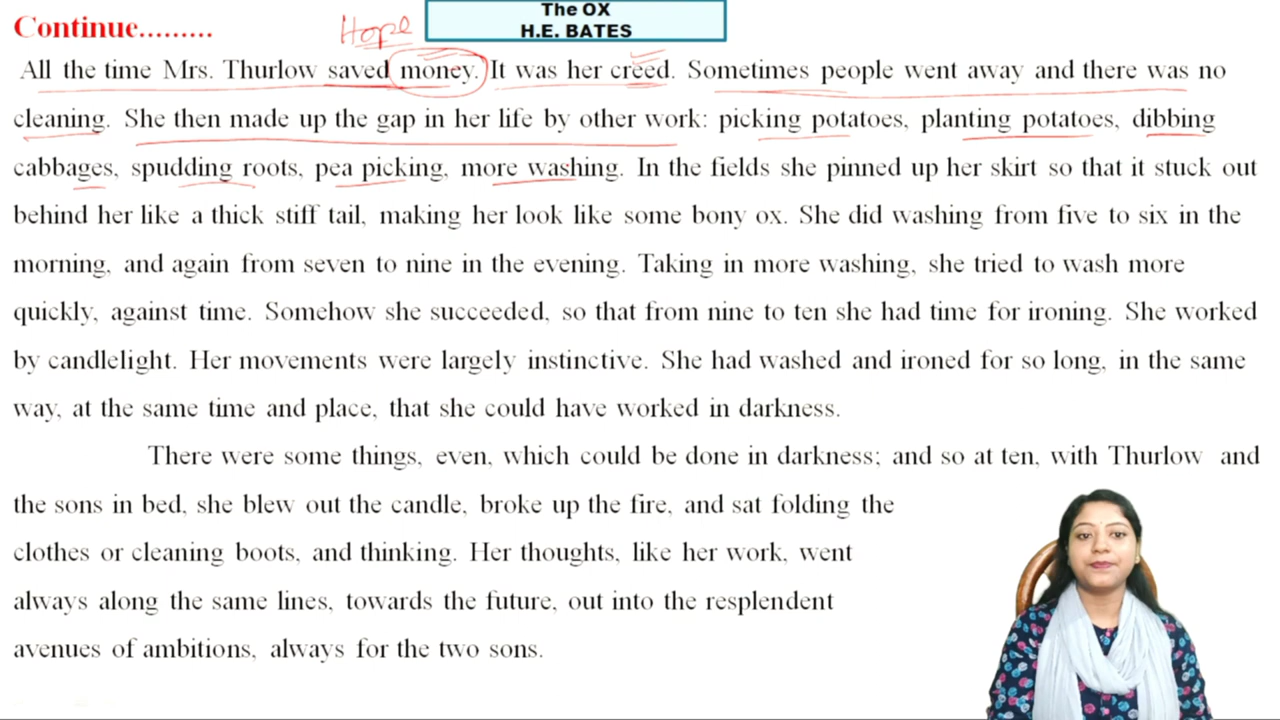 The OX
H.E. BATES
Continue.........
Hope
All the time Mrs. Thurlow saved money. It was her creed. Sometimes people went away and there was no
cleaning. She then made up the gap in her life by other work: picking potatoes, planting potatoes, dibbing
cabbages, spudding roots, pea picking, more washing. In the fields she pinned up her skirt so that it stuck out
behind her like a thick stiff tail, making her look like some bony ox. She did washing from five to six in the
morning, and again from seven to nine in the evening. Taking in more washing, she tried to wash more
quickly, against time. Somehow she succeeded, so that from nine to ten she had time for ironing. She worked
by candlelight. Her movements were largely instinctive. She had washed and ironed for so long, in the same
way, at the same time and place, that she could have worked in darkness.
There were some things, even, which could be done in darkness; and so at ten, with Thurlow and
the sons in bed, she blew out the candle, broke up the fire, and sat folding the
clothes or cleaning boots, and thinking. Her thoughts, like her work, went
always along the same lines, towards the future, out into the resplendent
avenues of ambitions, always for the two sons.